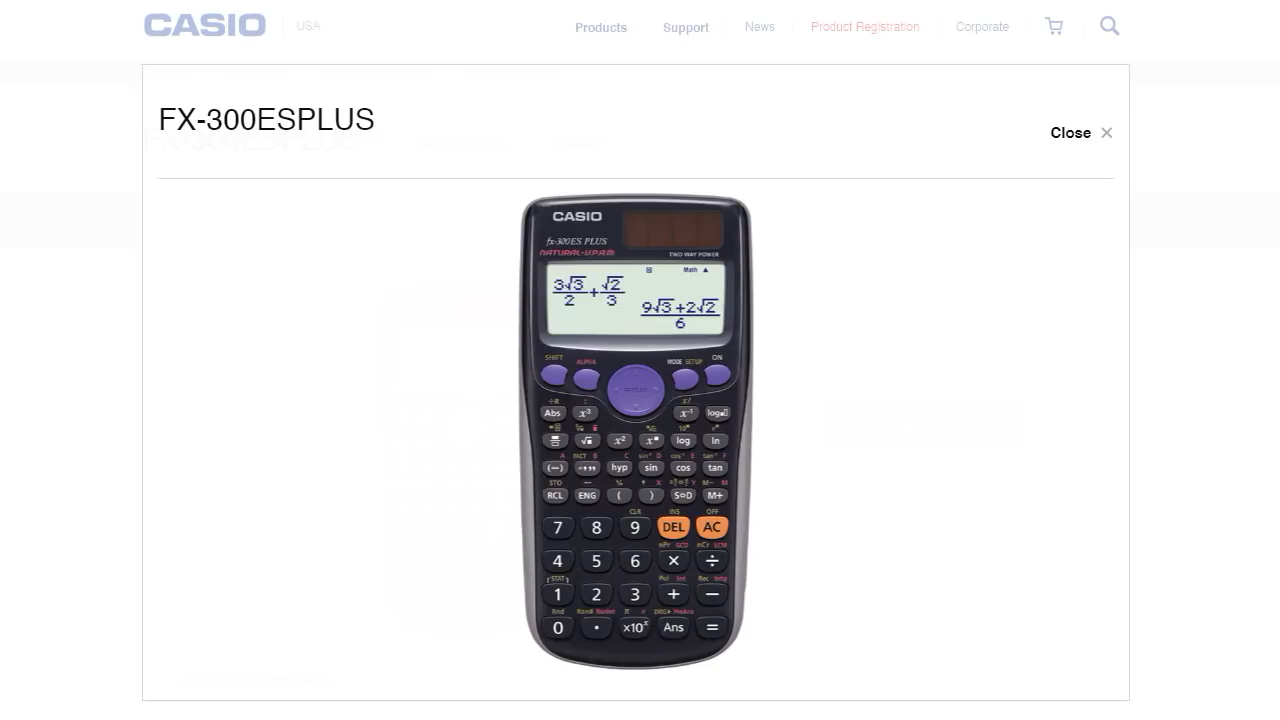 CASIO USA Products Support News Product Registration Corporate
FX-300ESPLUS
Close ×
CASIO
fx-300ES PLUS
NATURAL-V.P.A.M.
TWO WAY POWER
Math ▲
3√3/2 + √2/3
9√3+2√2/6
SHIFT ALPHA MODE SETUP ON
Abs x³ x⁻¹ log
x² log ln
(−) hyp sin cos tan
STO
RCL ENG ( ) S⇔D M+
CLR INS OFF
7 8 9 DEL AC
nPr GCD nCr LCM
4 5 6 × ÷
STAT Pol Int Rec Intg
1 2 3 + −
Rnd Ran# RanInt π e DRG▶ PreAns
0 . ×10ˣ Ans =